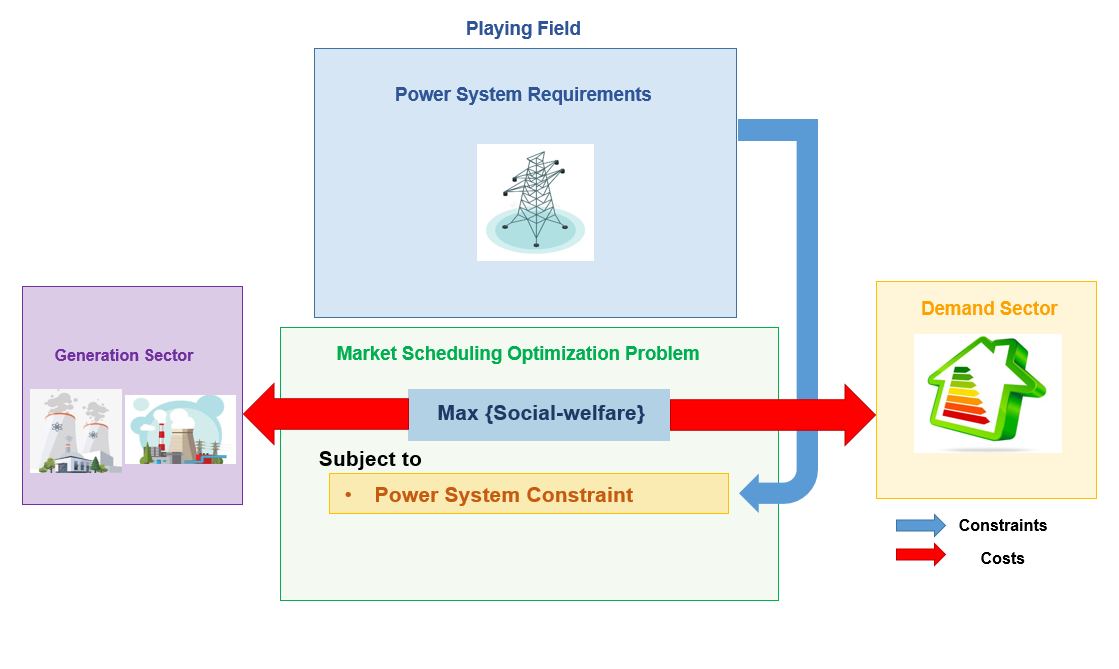 Playing Field
Power System Requirements
Generation Sector
Demand Sector
Market Scheduling Optimization Problem
Max {Social-welfare}
Subject to
• Power System Constraint
Constraints
Costs